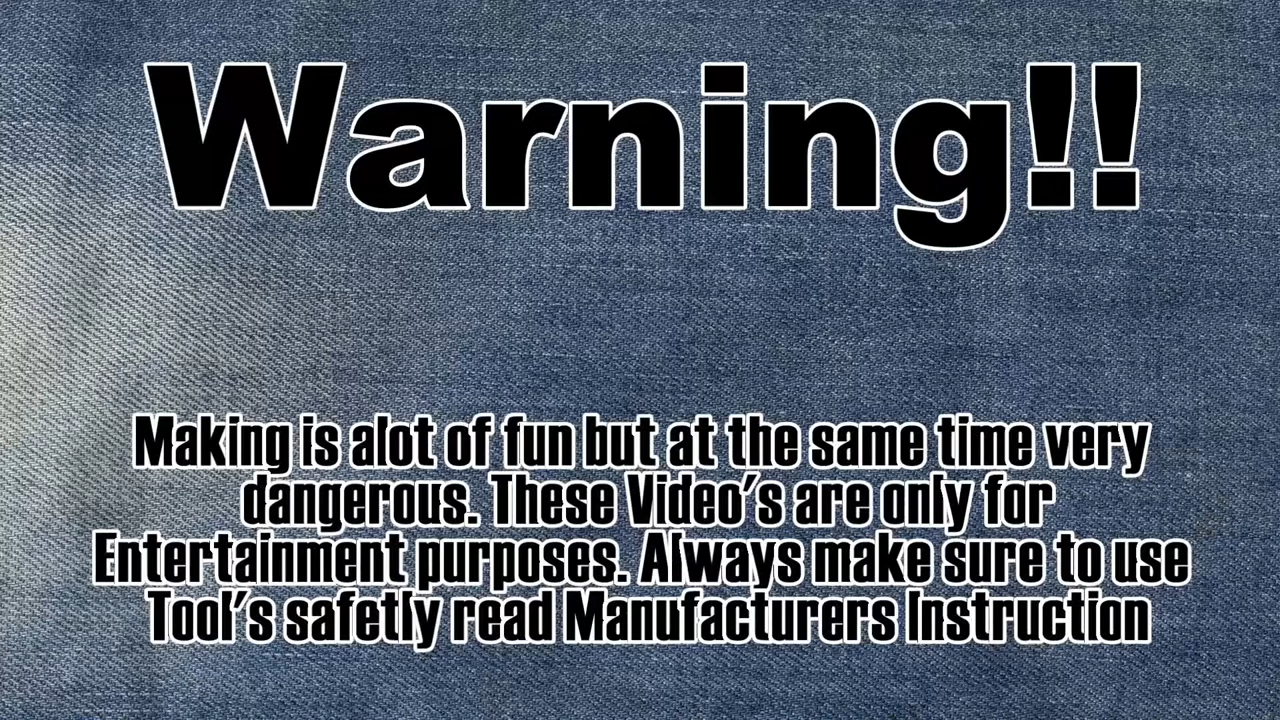 Warning!!
Making is alot of fun but at the same time very
dangerous. These Video's are only for
Entertainment purposes. Always make sure to use
Tool's safetly read Manufacturers Instruction